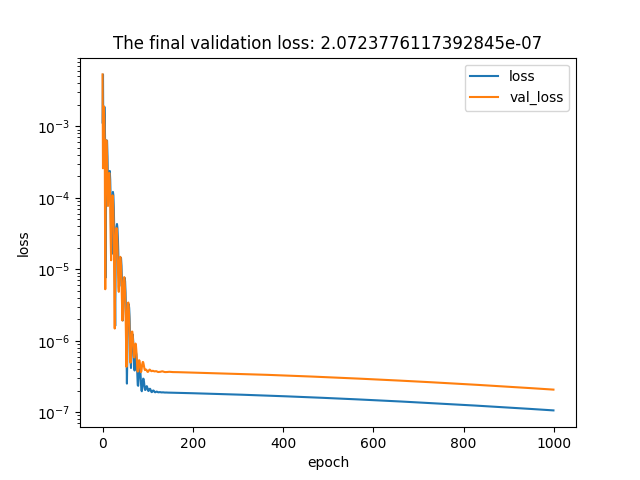 The final validation loss: 2.0723776117392845e-07
loss
val_loss
10⁻³
10⁻⁴
10⁻⁵
10⁻⁶
10⁻⁷
loss
0 200 400 600 800 1000
epoch